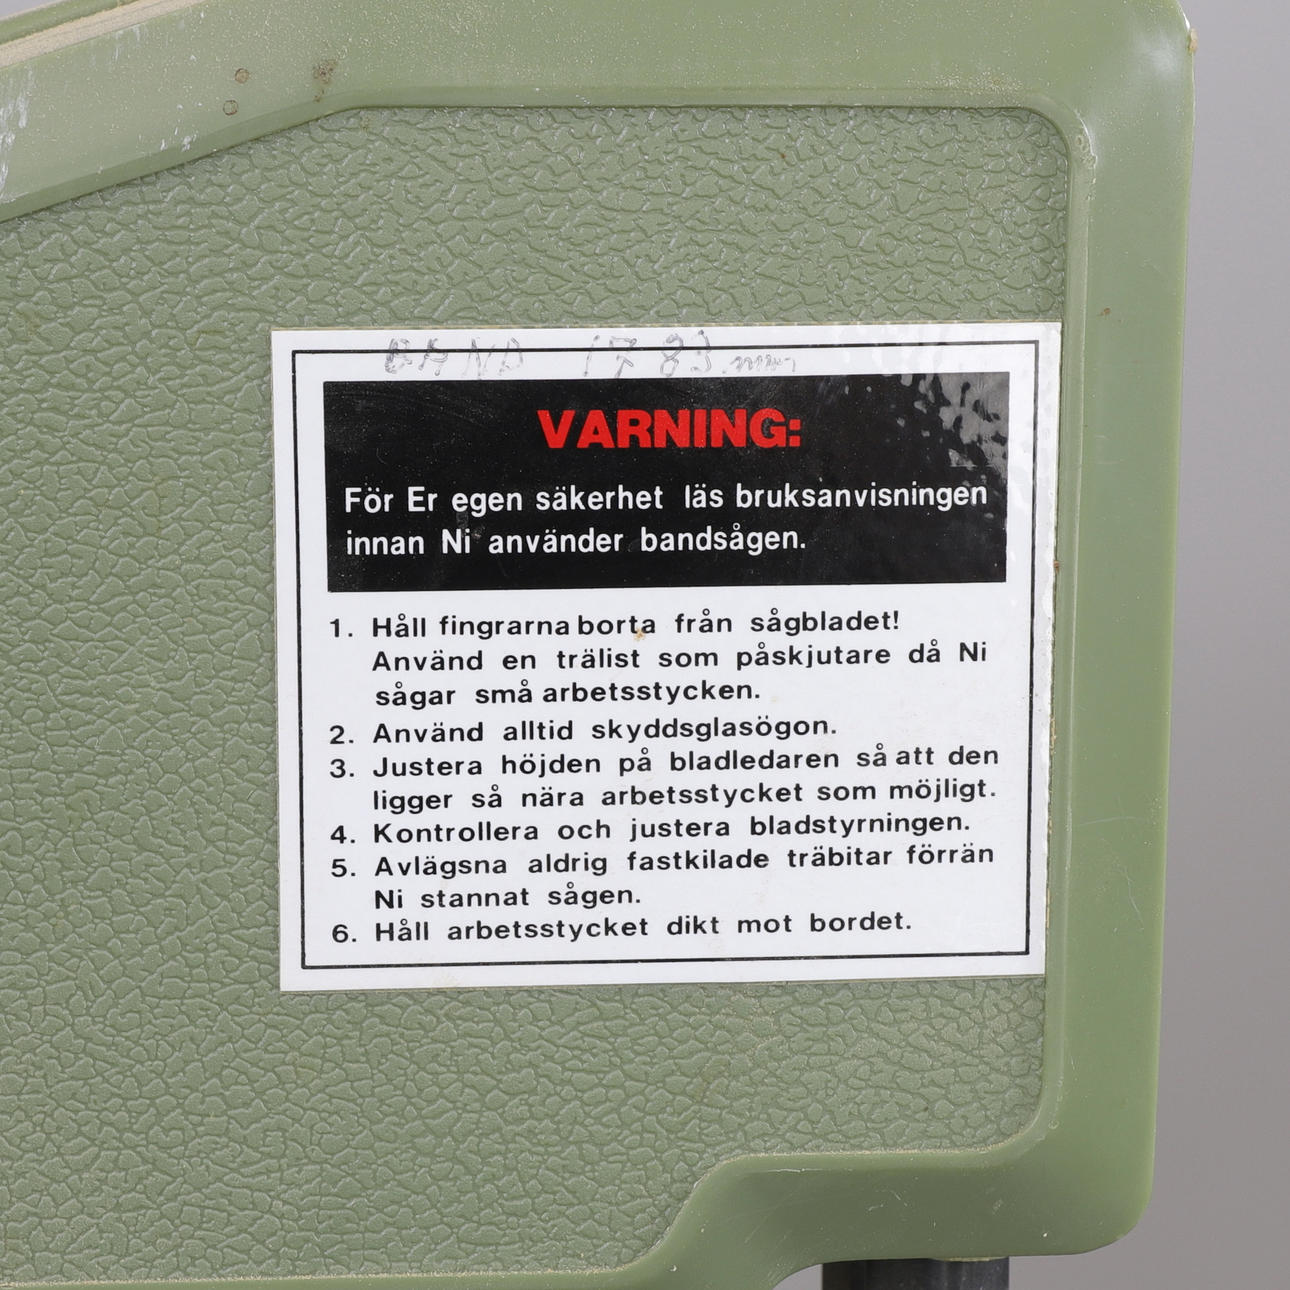 BAND 1783 mm
VARNING:
För Er egen säkerhet läs bruksanvisningen
innan Ni använder bandsågen.
1. Håll fingrarna borta från sågbladet!
Använd en trälist som påskjutare då Ni
sågar små arbetsstycken.
2. Använd alltid skyddsglasögon.
3. Justera höjden på bladledaren så att den
ligger så nära arbetsstycket som möjligt.
4. Kontrollera och justera bladstyrningen.
5. Avlägsna aldrig fastkilade träbitar förrän
Ni stannat sågen.
6. Håll arbetsstycket dikt mot bordet.